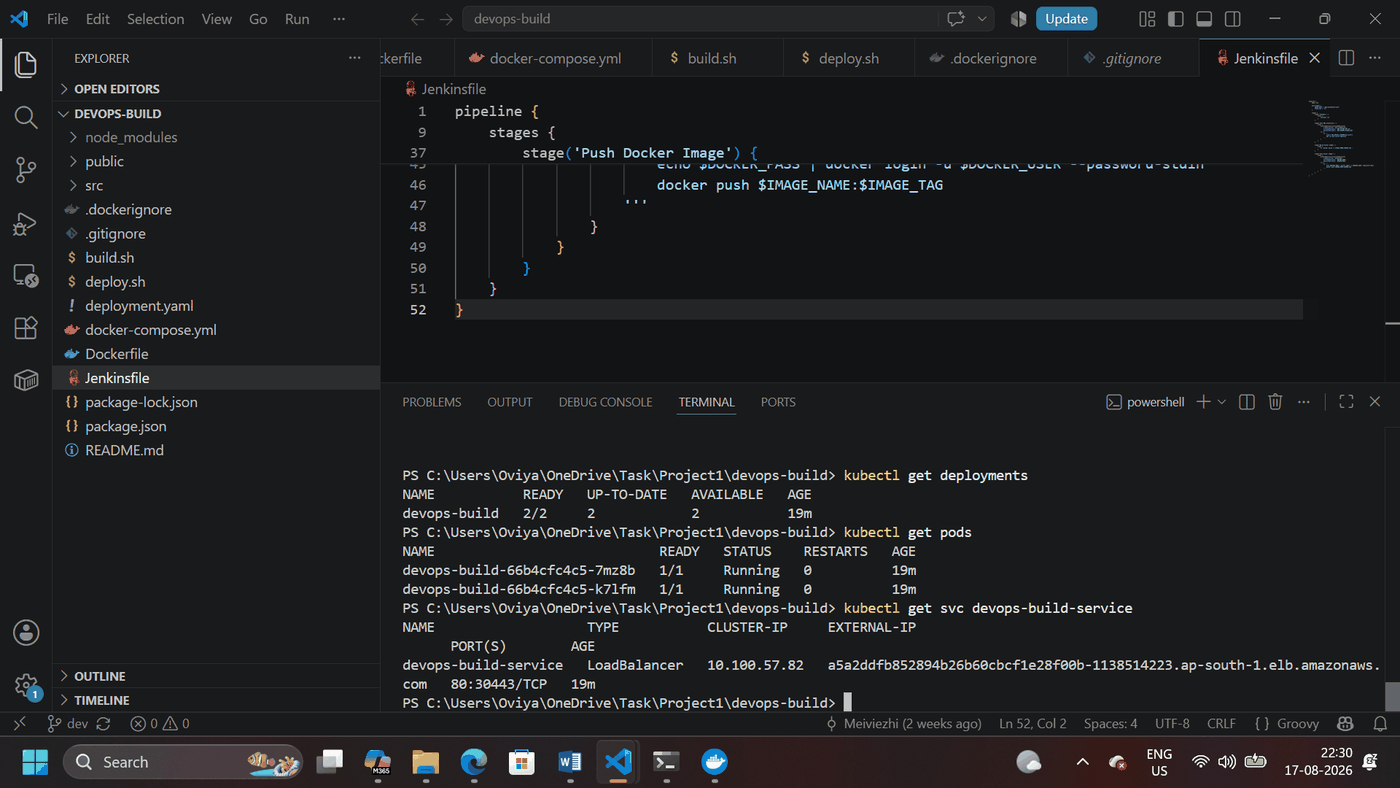 File Edit Selection View Go Run ···
devops-build
Update
EXPLORER ···
OPEN EDITORS
DEVOPS-BUILD
node_modules
public
src
.dockerignore
.gitignore
$ build.sh
$ deploy.sh
! deployment.yaml
docker-compose.yml
Dockerfile
Jenkinsfile
{} package-lock.json
{} package.json
README.md
OUTLINE
TIMELINE
1
ckerfile docker-compose.yml $ build.sh $ deploy.sh .dockerignore .gitignore Jenkinsfile ···
Jenkinsfile
1 pipeline {
9 stages {
37 stage('Push Docker Image') {
45 echo $DOCKER_PASS | docker login -u $DOCKER_USER --password-stdin
46 docker push $IMAGE_NAME:$IMAGE_TAG
47 '''
48 }
49 }
50 }
51 }
52 }
PROBLEMS OUTPUT DEBUG CONSOLE TERMINAL PORTS powershell ···
PS C:\Users\Oviya\OneDrive\Task\Project1\devops-build> kubectl get deployments
NAME READY UP-TO-DATE AVAILABLE AGE
devops-build 2/2 2 2 19m
PS C:\Users\Oviya\OneDrive\Task\Project1\devops-build> kubectl get pods
NAME READY STATUS RESTARTS AGE
devops-build-66b4cfc4c5-7mz8b 1/1 Running 0 19m
devops-build-66b4cfc4c5-k7lfm 1/1 Running 0 19m
PS C:\Users\Oviya\OneDrive\Task\Project1\devops-build> kubectl get svc devops-build-service
NAME TYPE CLUSTER-IP EXTERNAL-IP
PORT(S) AGE
devops-build-service LoadBalancer 10.100.57.82 a5a2ddfb852894b26b60cbcf1e28f00b-1138514223.ap-south-1.elb.amazonaws.
com 80:30443/TCP 19m
PS C:\Users\Oviya\OneDrive\Task\Project1\devops-build>
dev 0 0 Meiviezhi (2 weeks ago) Ln 52, Col 2 Spaces: 4 UTF-8 CRLF {} Groovy
Search
M365
ENG
US
22:30
17-08-2026